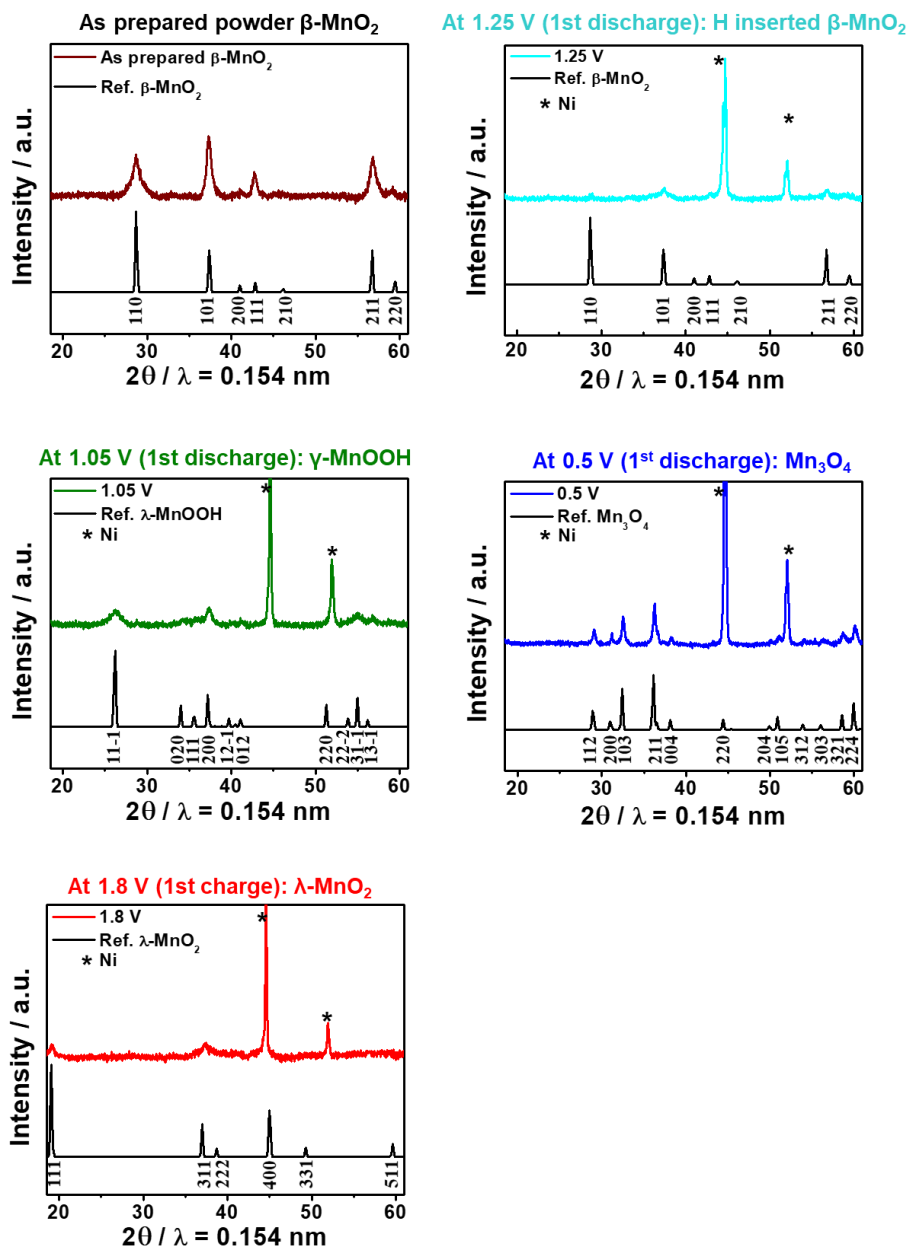 As prepared powder β-MnO₂
As prepared β-MnO₂
Ref. β-MnO₂
Intensity / a.u.
110
101
200
111
210
211
220
20 30 40 50 60
2θ / λ = 0.154 nm
At 1.25 V (1st discharge): H inserted β-MnO₂
1.25 V
Ref. β-MnO₂
* Ni
*
*
Intensity / a.u.
110
101
200
111
210
211
220
20 30 40 50 60
2θ / λ = 0.154 nm
At 1.05 V (1st discharge): γ-MnOOH
1.05 V
Ref. λ-MnOOH
* Ni
*
*
Intensity / a.u.
11-1
020
111
200
12-1
012
220
22-2
31-1
13-1
20 30 40 50 60
2θ / λ = 0.154 nm
At 0.5 V (1ˢᵗ discharge): Mn₃O₄
0.5 V
Ref. Mn₃O₄
* Ni
*
*
Intensity / a.u.
112
200
103
211
004
220
204
105
312
303
321
224
20 30 40 50 60
2θ / λ = 0.154 nm
At 1.8 V (1st charge): λ-MnO₂
1.8 V
Ref. λ-MnO₂
* Ni
*
*
Intensity / a.u.
111
311
222
400
331
511
20 30 40 50 60
2θ / λ = 0.154 nm